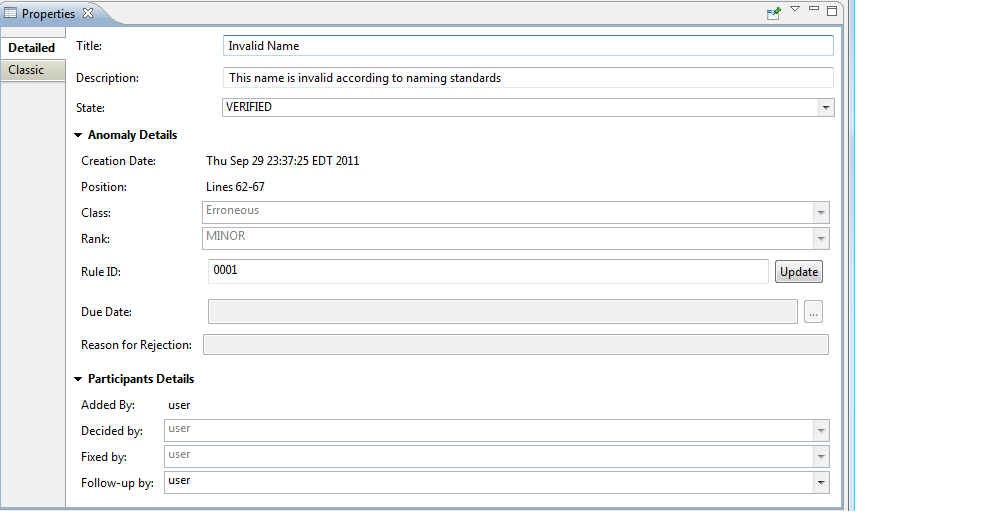 Properties
Detailed
Classic
Title: Invalid Name
Description: This name is invalid according to naming standards
State: VERIFIED
Anomaly Details
Creation Date: Thu Sep 29 23:37:25 EDT 2011
Position: Lines 62-67
Class: Erroneous
Rank: MINOR
Rule ID: 0001 Update
Due Date: ...
Reason for Rejection:
Participants Details
Added By: user
Decided by: user
Fixed by: user
Follow-up by: user